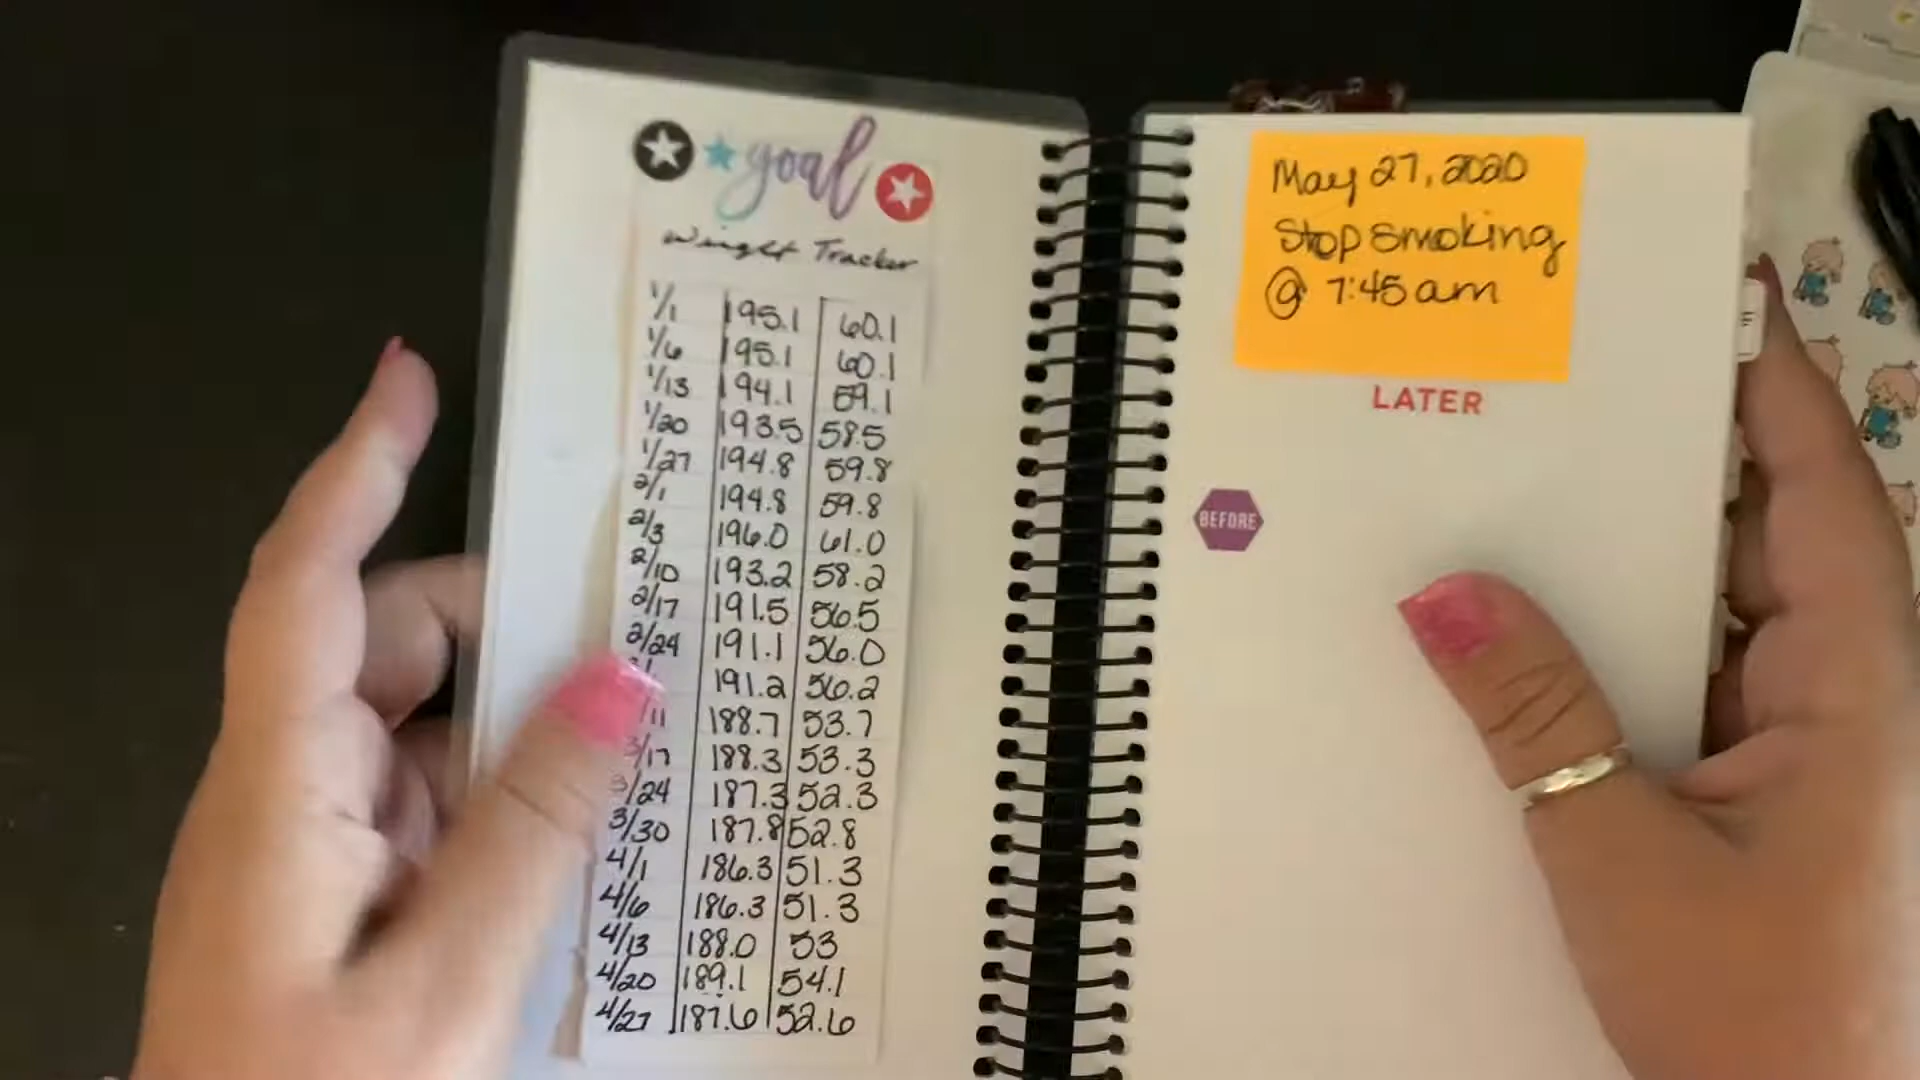 goal
Weight Tracker
1/1 195.1 60.1
1/6 195.1 60.1
1/13 194.1 59.1
1/20 193.5 58.5
1/27 194.8 59.8
2/1 194.8 59.8
2/3 196.0 61.0
2/10 193.2 58.2
2/17 191.5 56.5
2/24 191.1 56.0
191.2 56.2
/11 188.7 53.7
3/17 188.3 53.3
3/24 187.3 52.3
3/30 187.8 52.8
4/1 186.3 51.3
4/6 186.3 51.3
4/13 188.0 53
4/20 189.1 54.1
4/27 187.6 52.6
May 27, 2020
Stop smoking
@ 7:45am
LATER
BEFORE